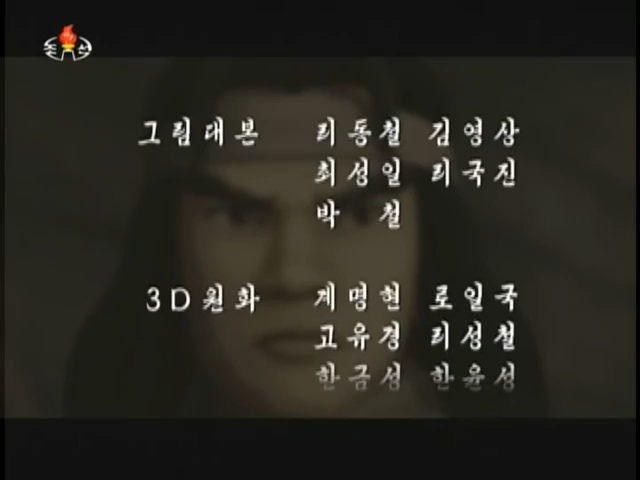 조선
그림대본 리동철 김영상
최성일 리국진
박 철
3D원화 계명현 로일국
고유경 리성철
한금성 한윤성